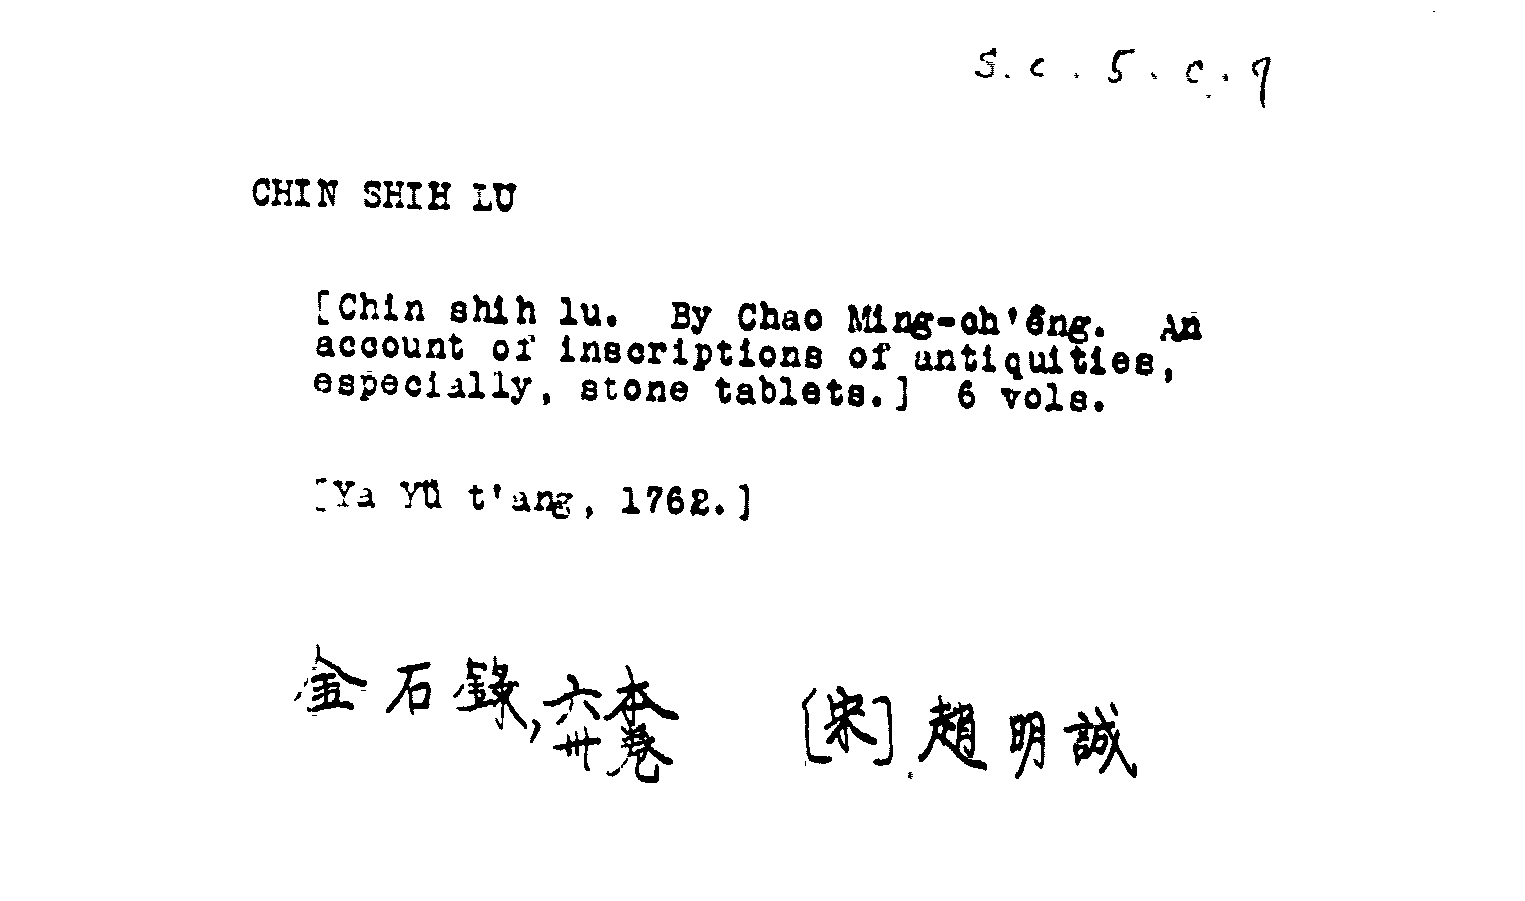 S.C.5.C.9
CHIN SHIH LU
[Chin shih lu. By Chao Ming-ch'êng. An
account of inscriptions of antiquities,
especially, stone tablets.] 6 vols.
[Ya Yü t'ang, 1762.]
金石錄, 六本 [宋] 趙明誠
卅卷